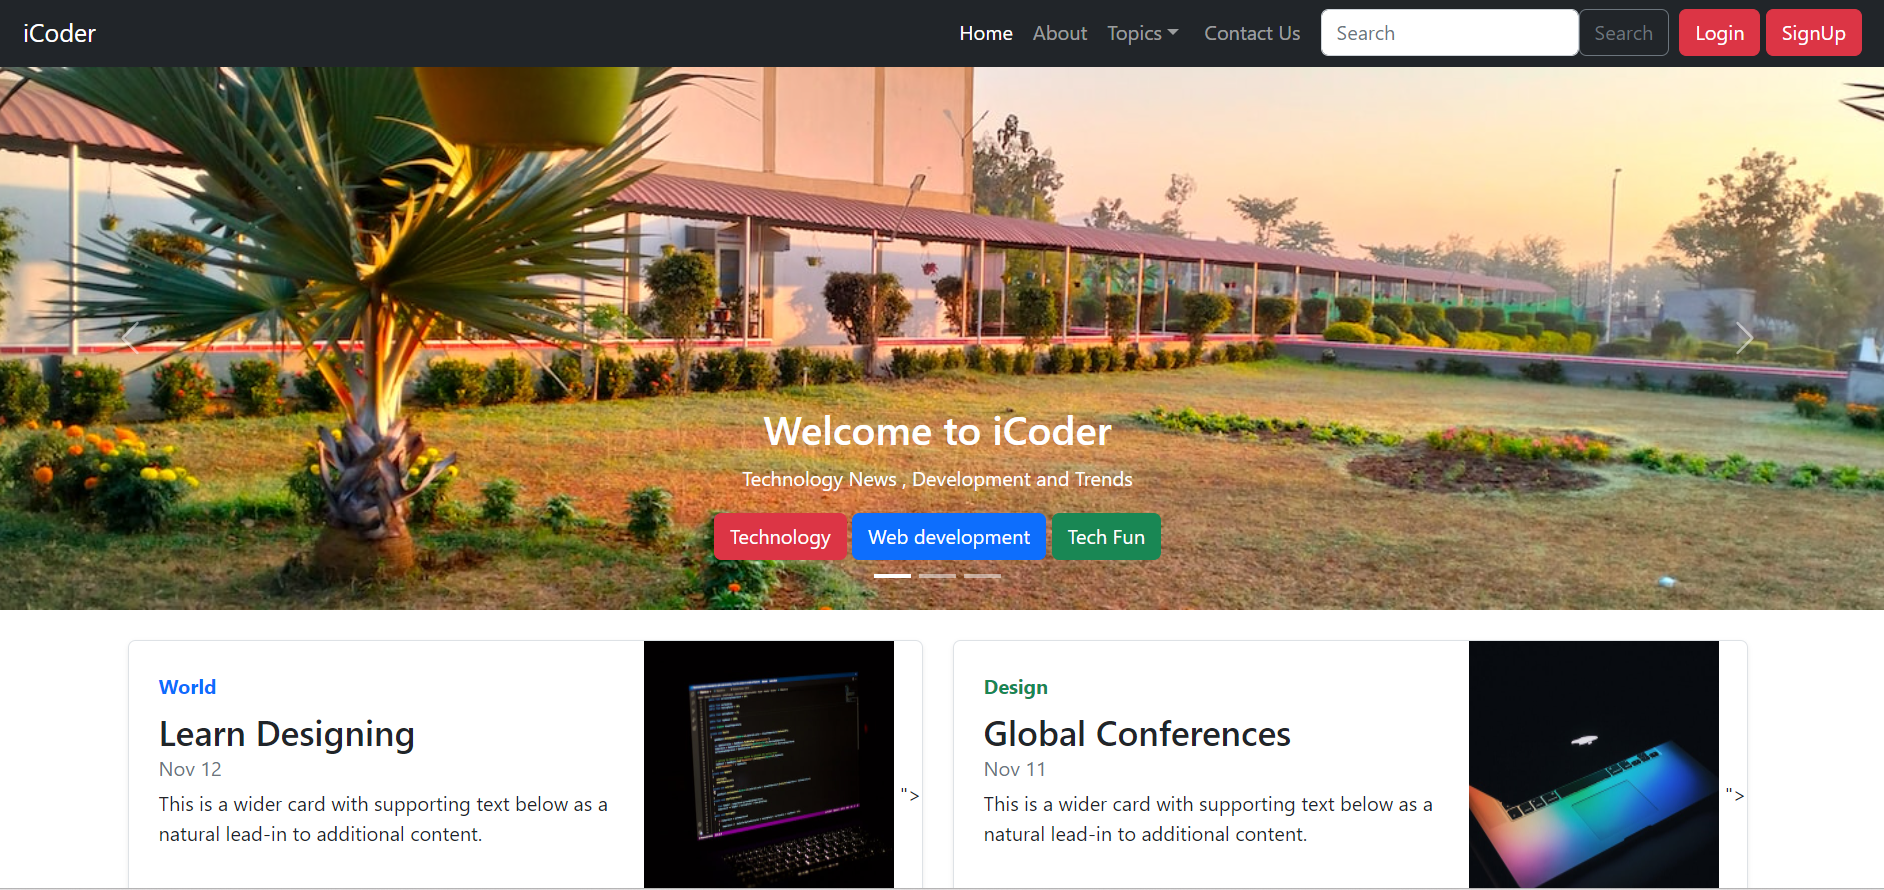 iCoder
Home About Topics Contact Us Search Search Login SignUp
Welcome to iCoder
Technology News , Development and Trends
Technology Web development Tech Fun
World
Learn Designing
Nov 12
This is a wider card with supporting text below as a
natural lead-in to additional content.
">
Design
Global Conferences
Nov 11
This is a wider card with supporting text below as a
natural lead-in to additional content.
">